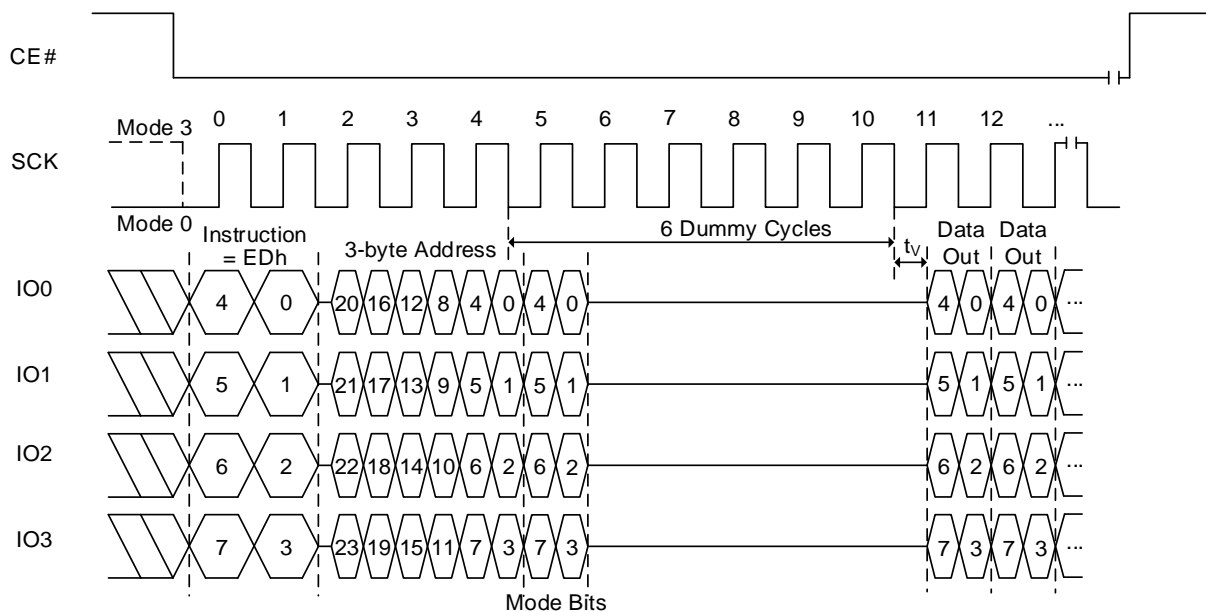 CE#
0 1 2 3 4 5 6 7 8 9 10 11 12 ...
Mode 3
SCK
Mode 0
Instruction
= EDh
3-byte Address
6 Dummy Cycles
tV
Data
Out
Data
Out
IO0 4 0 20 16 12 8 4 0 4 0 4 0 4 0 ...
IO1 5 1 21 17 13 9 5 1 5 1 5 1 5 1 ...
IO2 6 2 22 18 14 10 6 2 6 2 6 2 6 2 ...
IO3 7 3 23 19 15 11 7 3 7 3 7 3 7 3 ...
Mode Bits